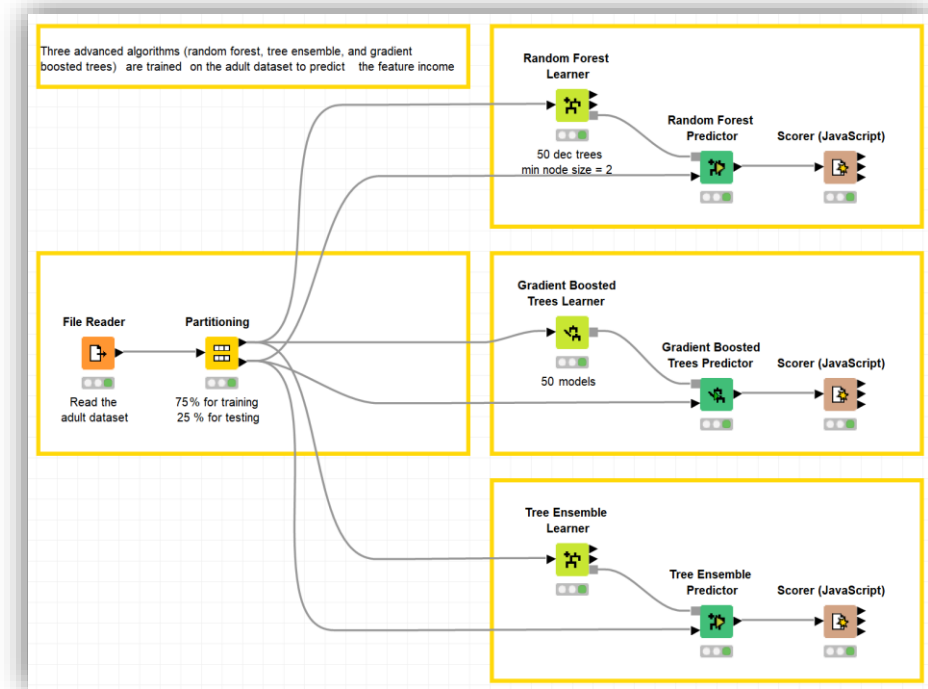 Three advanced algorithms (random forest, tree ensemble, and gradient
boosted trees) are trained on the adult dataset to predict the feature income
Random Forest
Learner
50 dec trees
min node size = 2
Random Forest
Predictor
Scorer (JavaScript)
File Reader
Read the
adult dataset
Partitioning
75% for training
25 % for testing
Gradient Boosted
Trees Learner
50 models
Gradient Boosted
Trees Predictor
Scorer (JavaScript)
Tree Ensemble
Learner
Tree Ensemble
Predictor
Scorer (JavaScript)